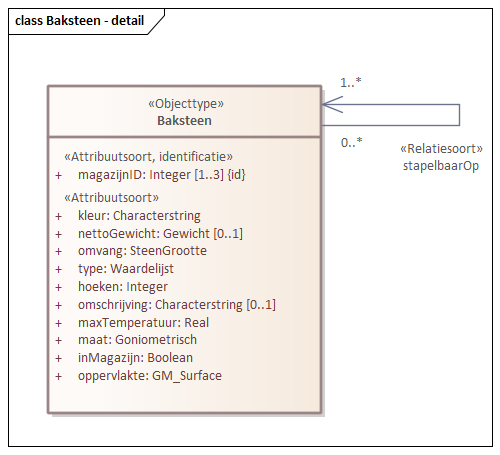 class Baksteen - detail
1..*
«Objecttype»
Baksteen
0..*
«Relatiesoort»
stapelbaarOp
«Attribuutsoort, identificatie»
+ magazijnID: Integer [1..3] {id}
«Attribuutsoort»
+ kleur: Characterstring
+ nettoGewicht: Gewicht [0..1]
+ omvang: SteenGrootte
+ type: Waardelijst
+ hoeken: Integer
+ omschrijving: Characterstring [0..1]
+ maxTemperatuur: Real
+ maat: Goniometrisch
+ inMagazijn: Boolean
+ oppervlakte: GM_Surface